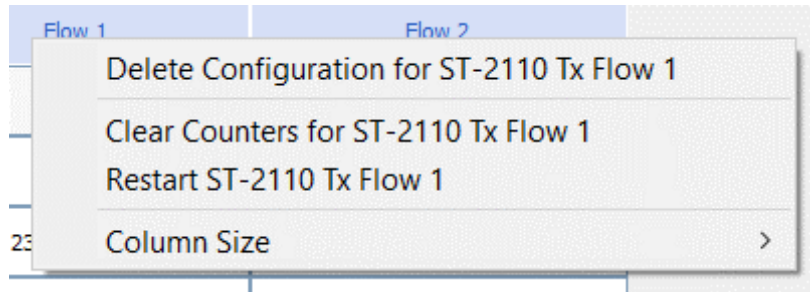 Flow 1
Flow 2
Delete Configuration for ST-2110 Tx Flow 1
Clear Counters for ST-2110 Tx Flow 1
Restart ST-2110 Tx Flow 1
23
Column Size